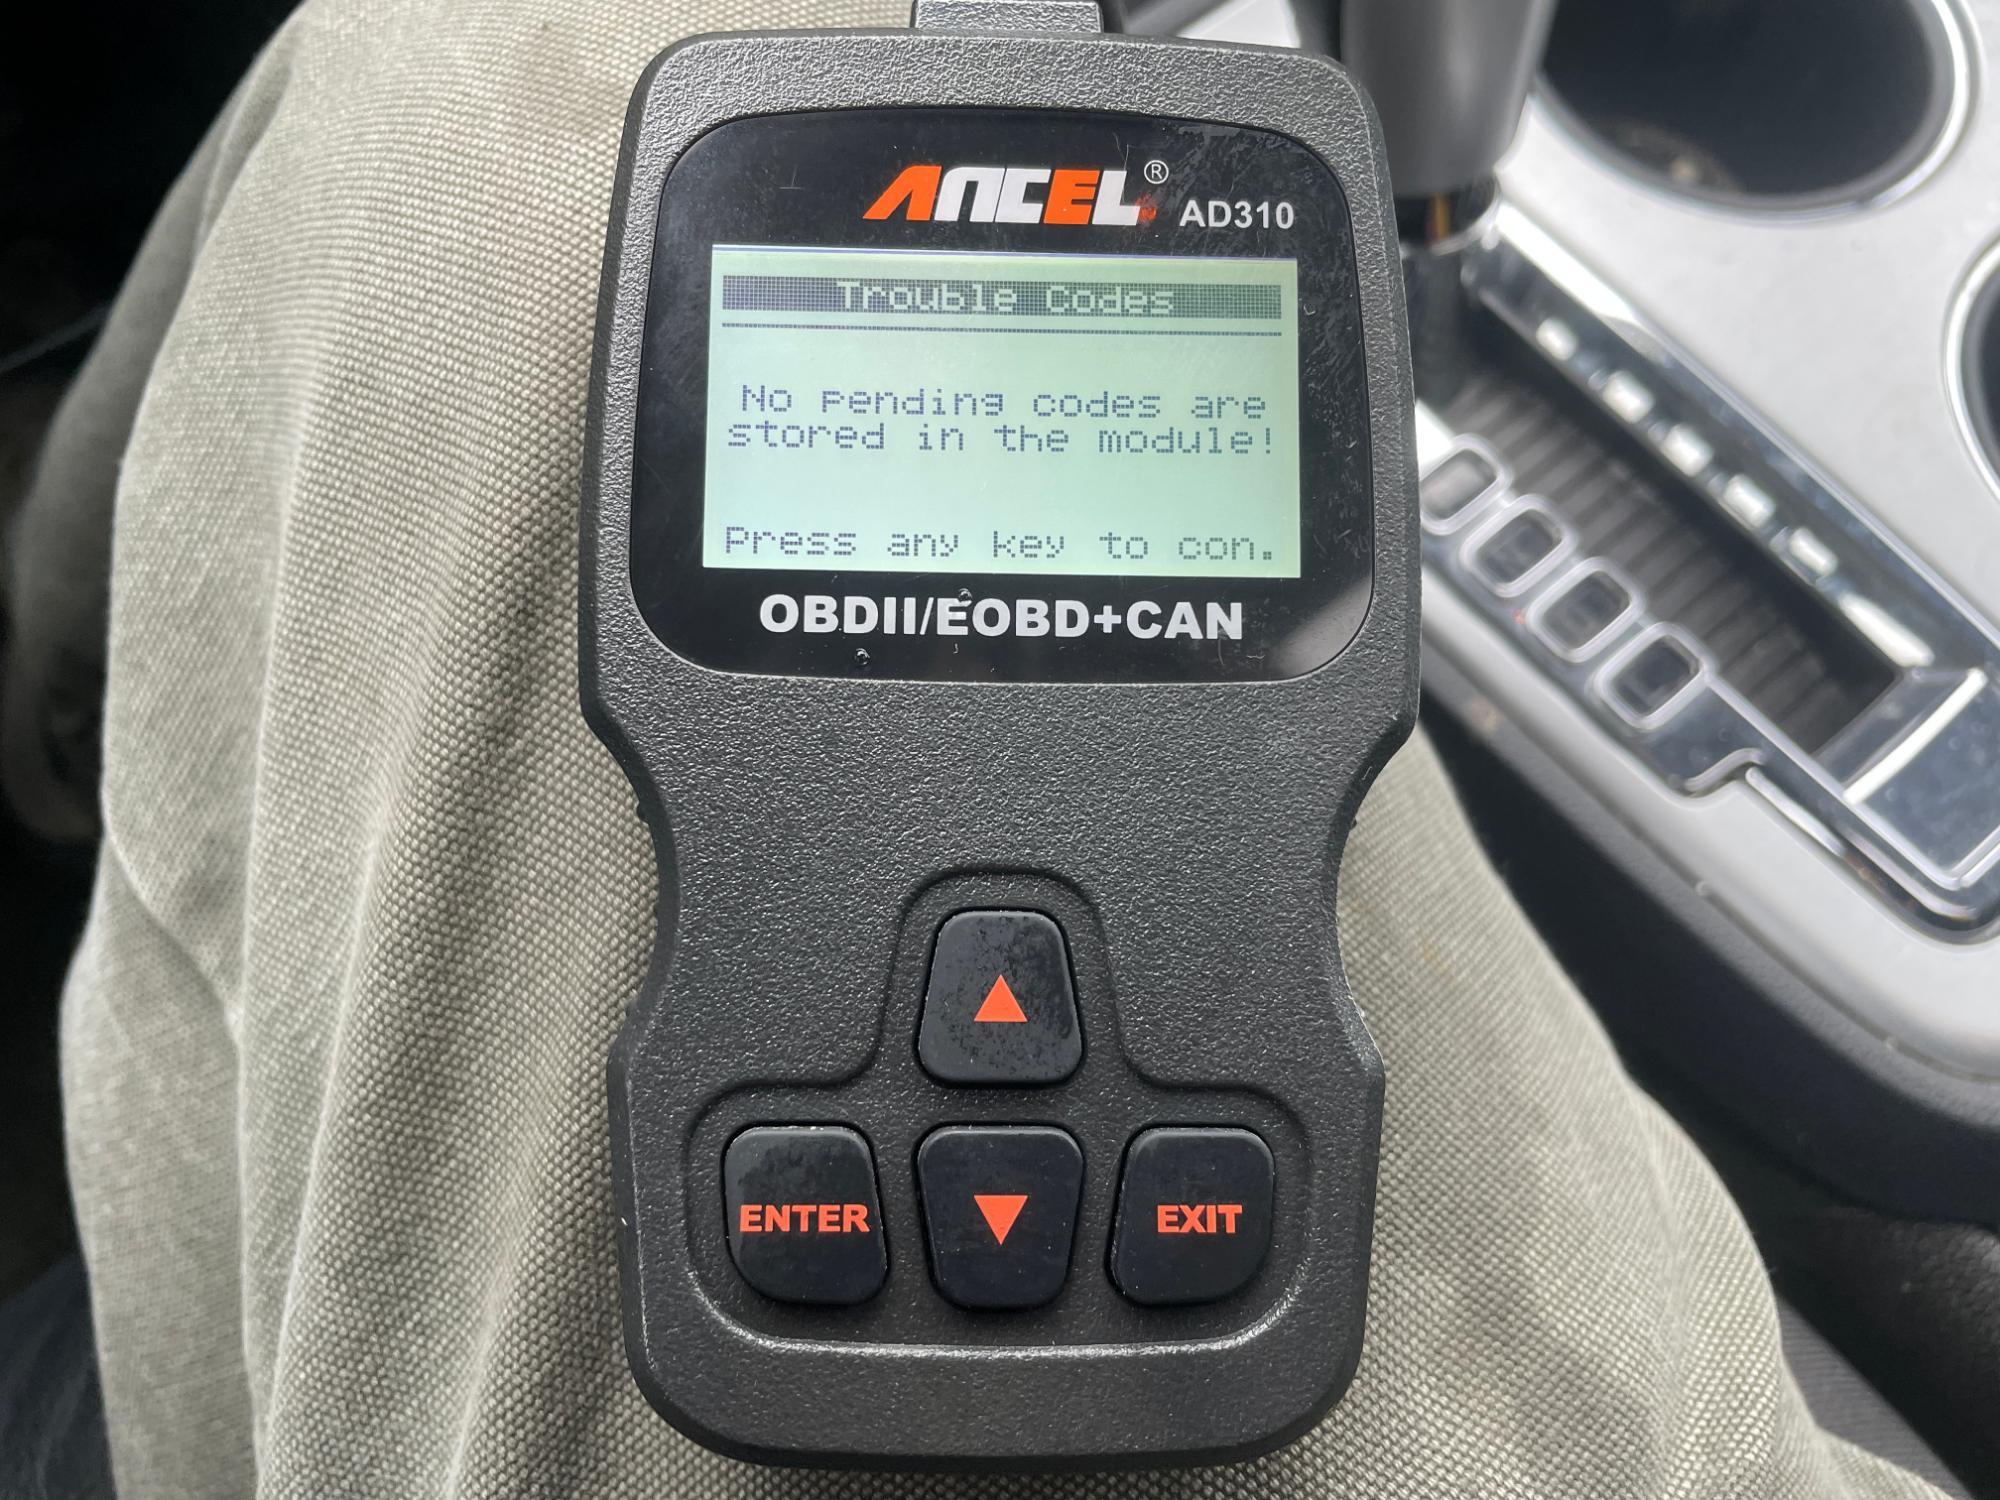 ANCEL® AD310
Trouble Codes
No pending codes are
stored in the module!
Press any key to con.
OBDII/EOBD+CAN
ENTER
EXIT